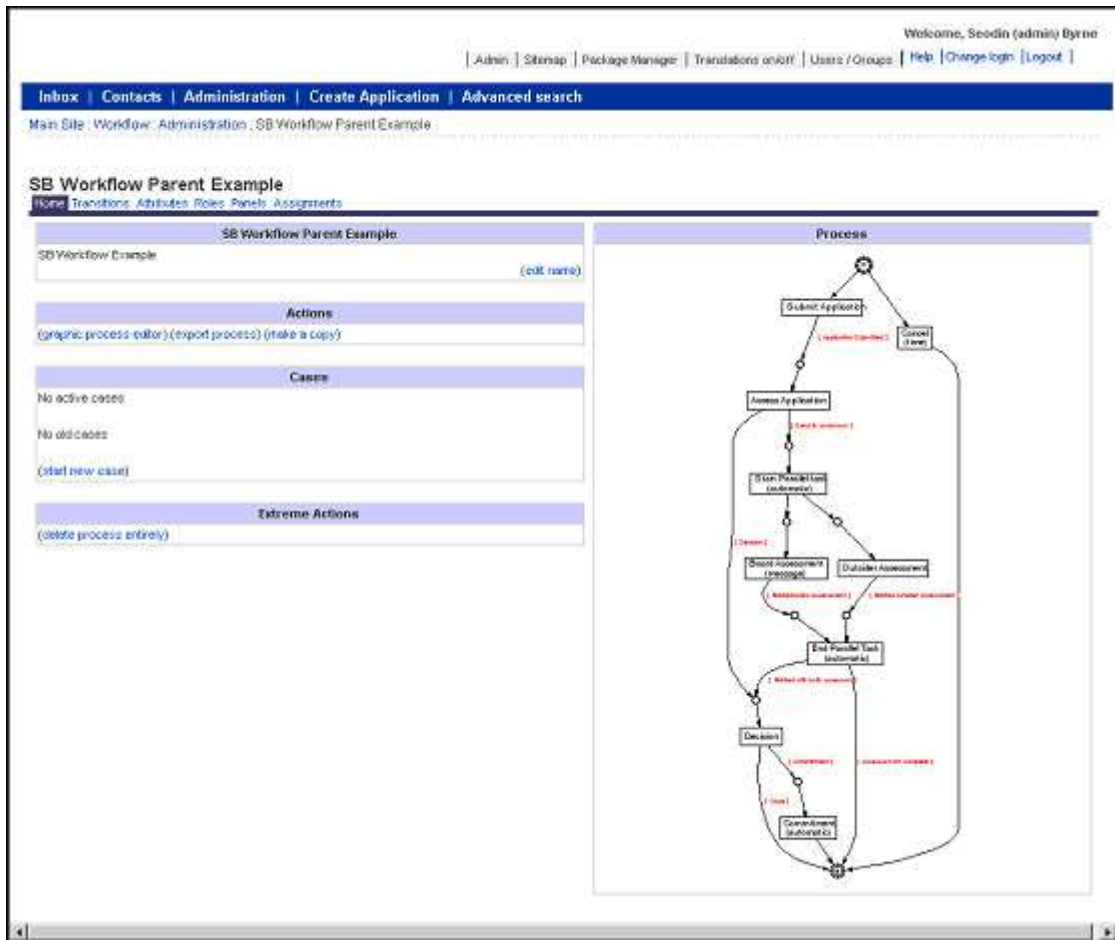 Welcome, Seodin (admin) Byrne
| Admin | Sitemap | Package Manager | Translations on/off | Users / Groups | Help | Change login | Logout |
Inbox | Contacts | Administration | Create Application | Advanced search
Main Site : Workflow : Administration : SB Workflow Parent Example
SB Workflow Parent Example
Home Transitions Attributes Roles Panels Assignments
SB Workflow Parent Example
SB Workflow Example
(edit name)
Actions
(graphic process editor) (export process) (make a copy)
Cases
No active cases
No old cases
(start new case)
Extreme Actions
(delete process entirely)
Process
Submit Application
Cancel
(time)
Assess Application
Start Parallel task
(automatic)
[ Decision ]
Board Assessment
(message)
Outsider Assessment
End Parallel Task
(automatic)
Decision
Commitment
(automatic)